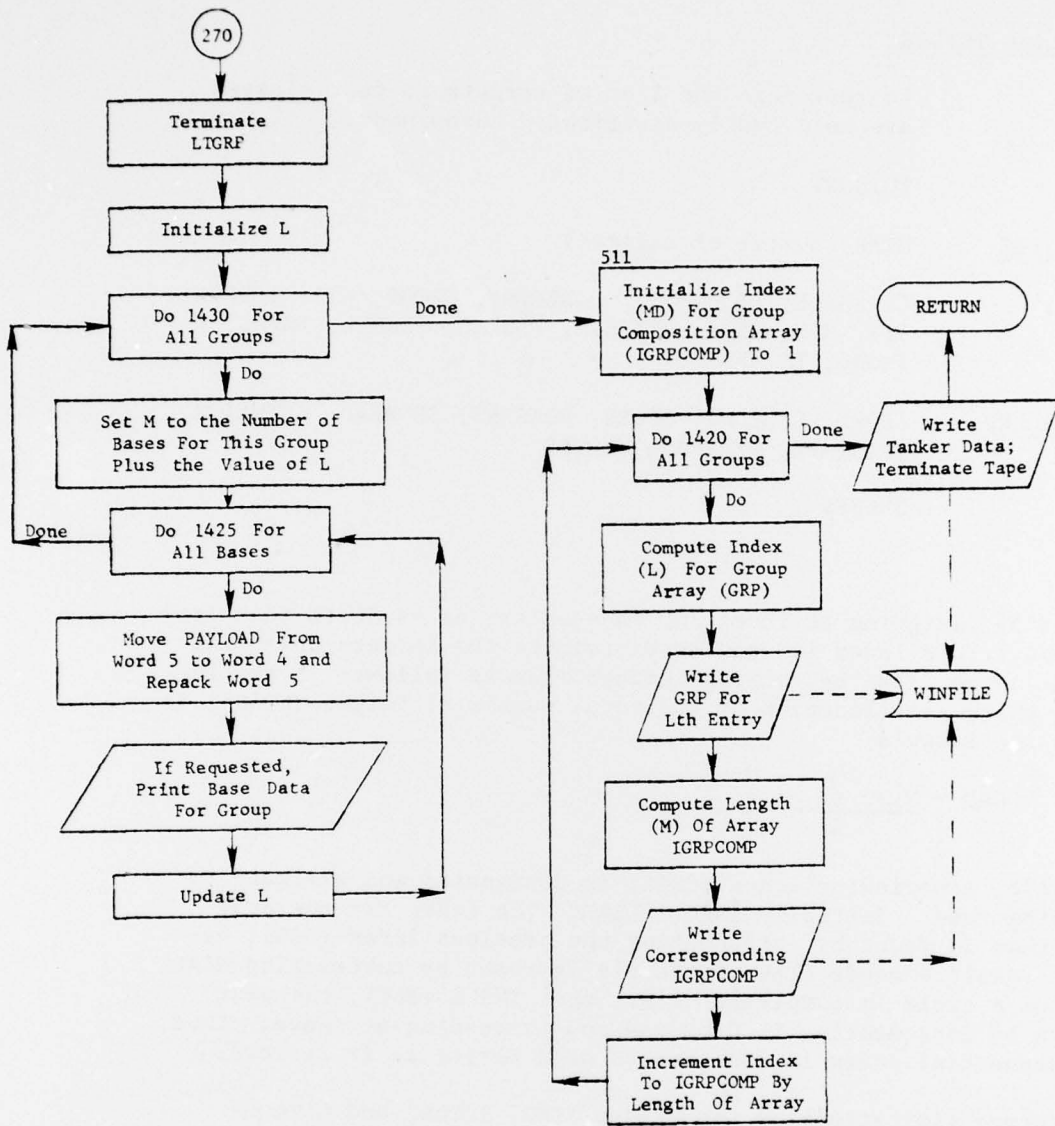 270
Terminate
LTGRP
Initialize L
Do 1430 For
All Groups
Done
Do
Set M to the Number of
Bases For This Group
Plus the Value of L
Done
Do 1425 For
All Bases
Do
Move PAYLOAD From
Word 5 to Word 4 and
Repack Word 5
If Requested,
Print Base Data
For Group
Update L
511
Initialize Index
(MD) For Group
Composition Array
(IGRPCOMP) To 1
Do 1420 For
All Groups
Done
Do
Compute Index
(L) For Group
Array (GRP)
Write
GRP For
Lth Entry
Compute Length
(M) Of Array
IGRPCOMP
Write
Corresponding
IGRPCOMP
Increment Index
To IGRPCOMP By
Length Of Array
RETURN
Write
Tanker Data;
Terminate Tape
WINFILE